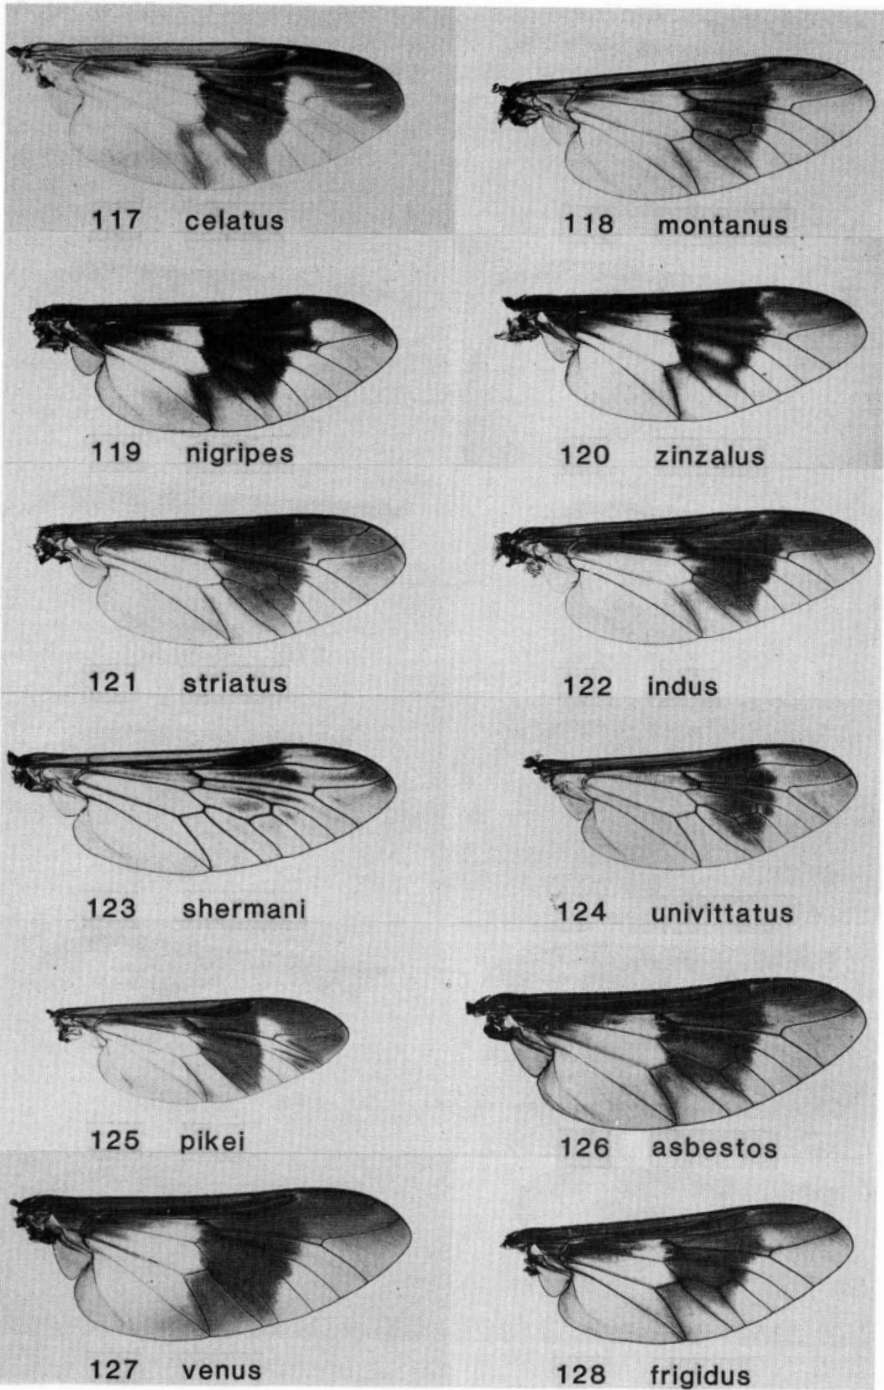 117 celatus
118 montanus
119 nigripes
120 zinzalus
121 striatus
122 indus
123 shermani
124 univittatus
125 pikei
126 asbestos
127 venus
128 frigidus